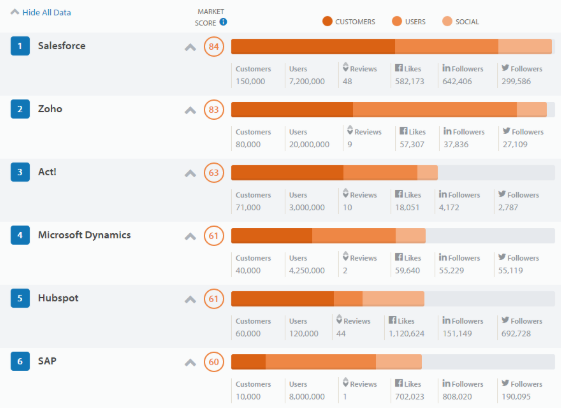 Hide All Data
MARKET
SCORE
CUSTOMERS USERS SOCIAL
1 Salesforce 84
Customers Users Reviews Likes Followers Followers
150,000 7,200,000 48 582,173 642,406 299,586
2 Zoho 83
Customers Users Reviews Likes Followers Followers
80,000 20,000,000 9 57,307 37,836 27,109
3 Act! 63
Customers Users Reviews Likes Followers Followers
71,000 3,000,000 10 18,051 4,172 2,787
4 Microsoft Dynamics 61
Customers Users Reviews Likes Followers Followers
40,000 4,250,000 2 59,640 55,229 55,119
5 Hubspot 61
Customers Users Reviews Likes Followers Followers
60,000 120,000 44 1,120,624 151,149 692,728
6 SAP 60
Customers Users Reviews Likes Followers Followers
10,000 8,000,000 1 702,023 808,020 190,095